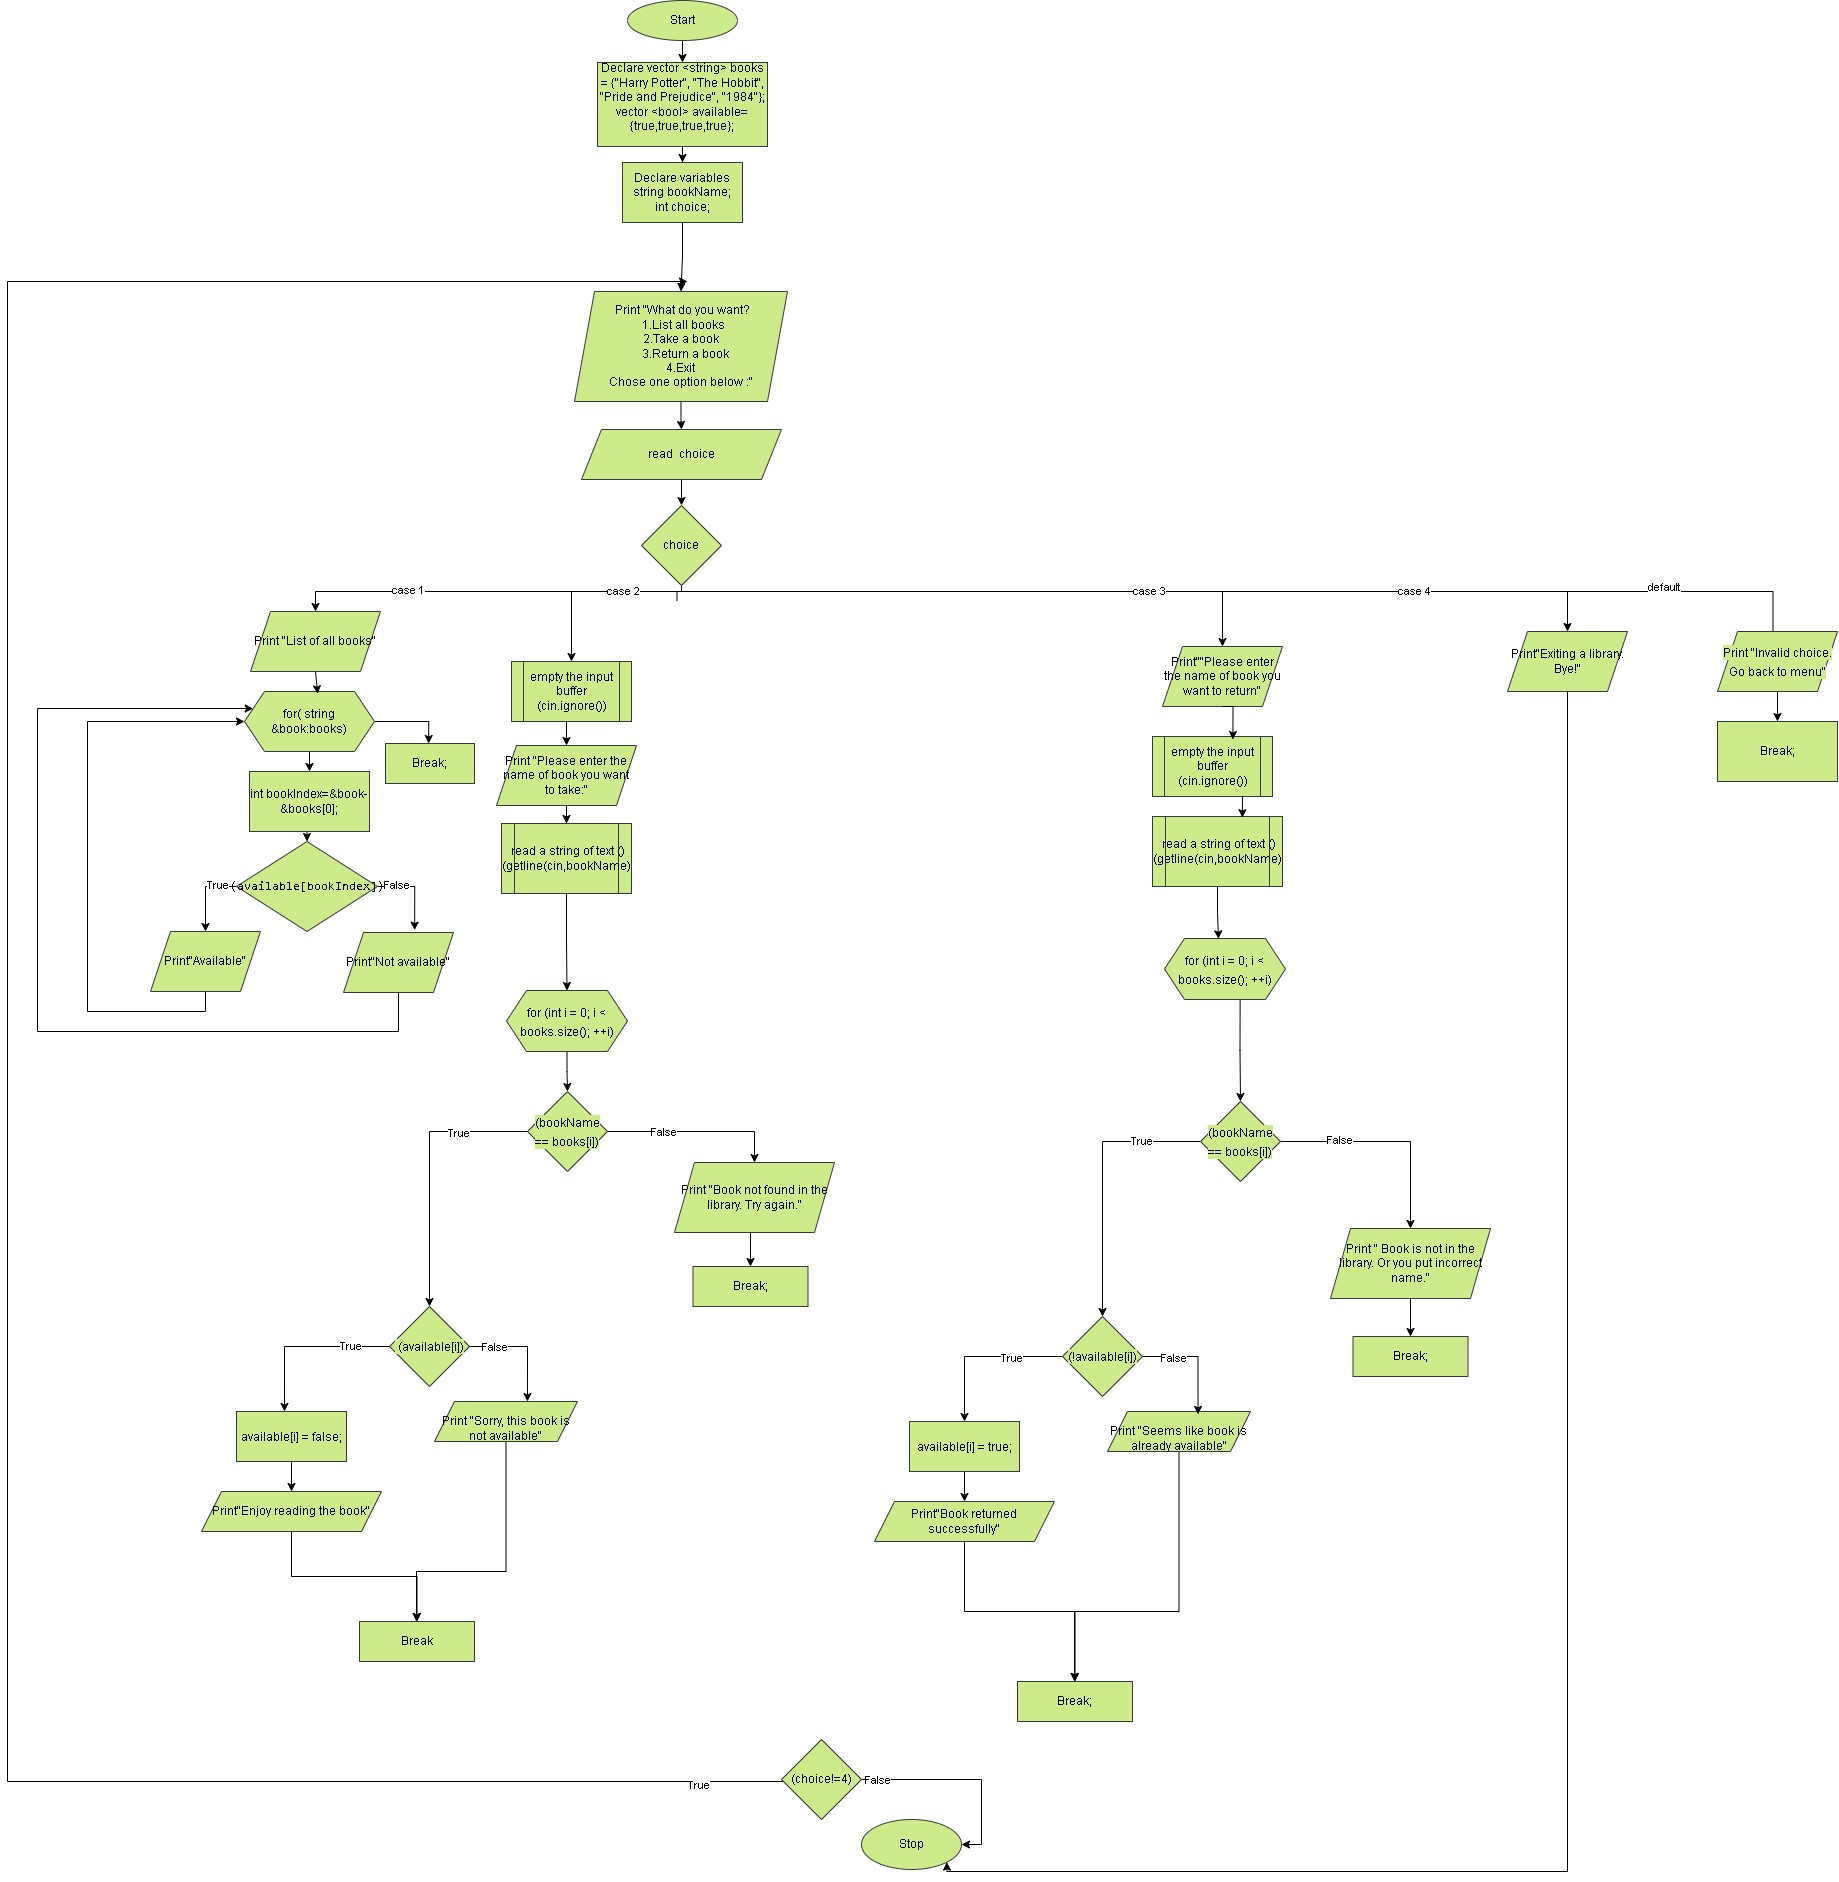 Start
Declare vector <string> books
= {"Harry Potter", "The Hobbit",
"Pride and Prejudice", "1984"};
vector <bool> available=
{true,true,true,true};
Declare variables
string bookName;
int choice;
Print "What do you want?
1.List all books
2.Take a book
3.Return a book
4.Exit
Chose one option below :"
read choice
choice
case 1
case 2
case 3
case 4
default
Print "List of all books"
for( string
&book:books)
Break;
int bookIndex=&book-
&books[0];
(available[bookIndex])
True
False
Print"Available"
Print"Not available"
empty the input
buffer
(cin.ignore())
Print "Please enter the
name of book you want
to take:"
read a string of text ()
(getline(cin,bookName)
for (int i = 0; i <
books.size(); ++i)
(bookName
== books[i])
True
False
Print "Book not found in the
library. Try again."
Break;
(available[i])
True
False
available[i] = false;
Print "Sorry, this book is
not available"
Print"Enjoy reading the book"
Break
Print""Please enter
the name of book you
want to return"
empty the input
buffer
(cin.ignore())
read a string of text ()
(getline(cin,bookName)
for (int i = 0; i <
books.size(); ++i)
(bookName
== books[i])
True
False
Print " Book is not in the
library. Or you put incorrect
name."
Break;
(!available[i])
True
False
available[i] = true;
Print "Seems like book is
already available"
Print"Book returned
successfully"
Break;
Print"Exiting a library.
Bye!"
Print "Invalid choice.
Go back to menu"
Break;
(choice!=4)
True
False
Stop